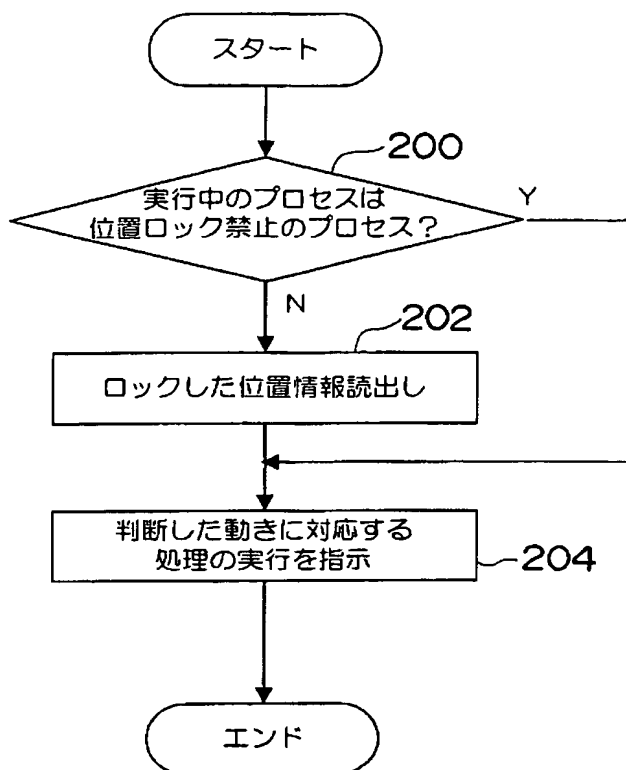 スタート
200
実行中のプロセスは
位置ロック禁止のプロセス?
Y
N
202
ロックした位置情報読出し
判断した動きに対応する
処理の実行を指示
204
エンド